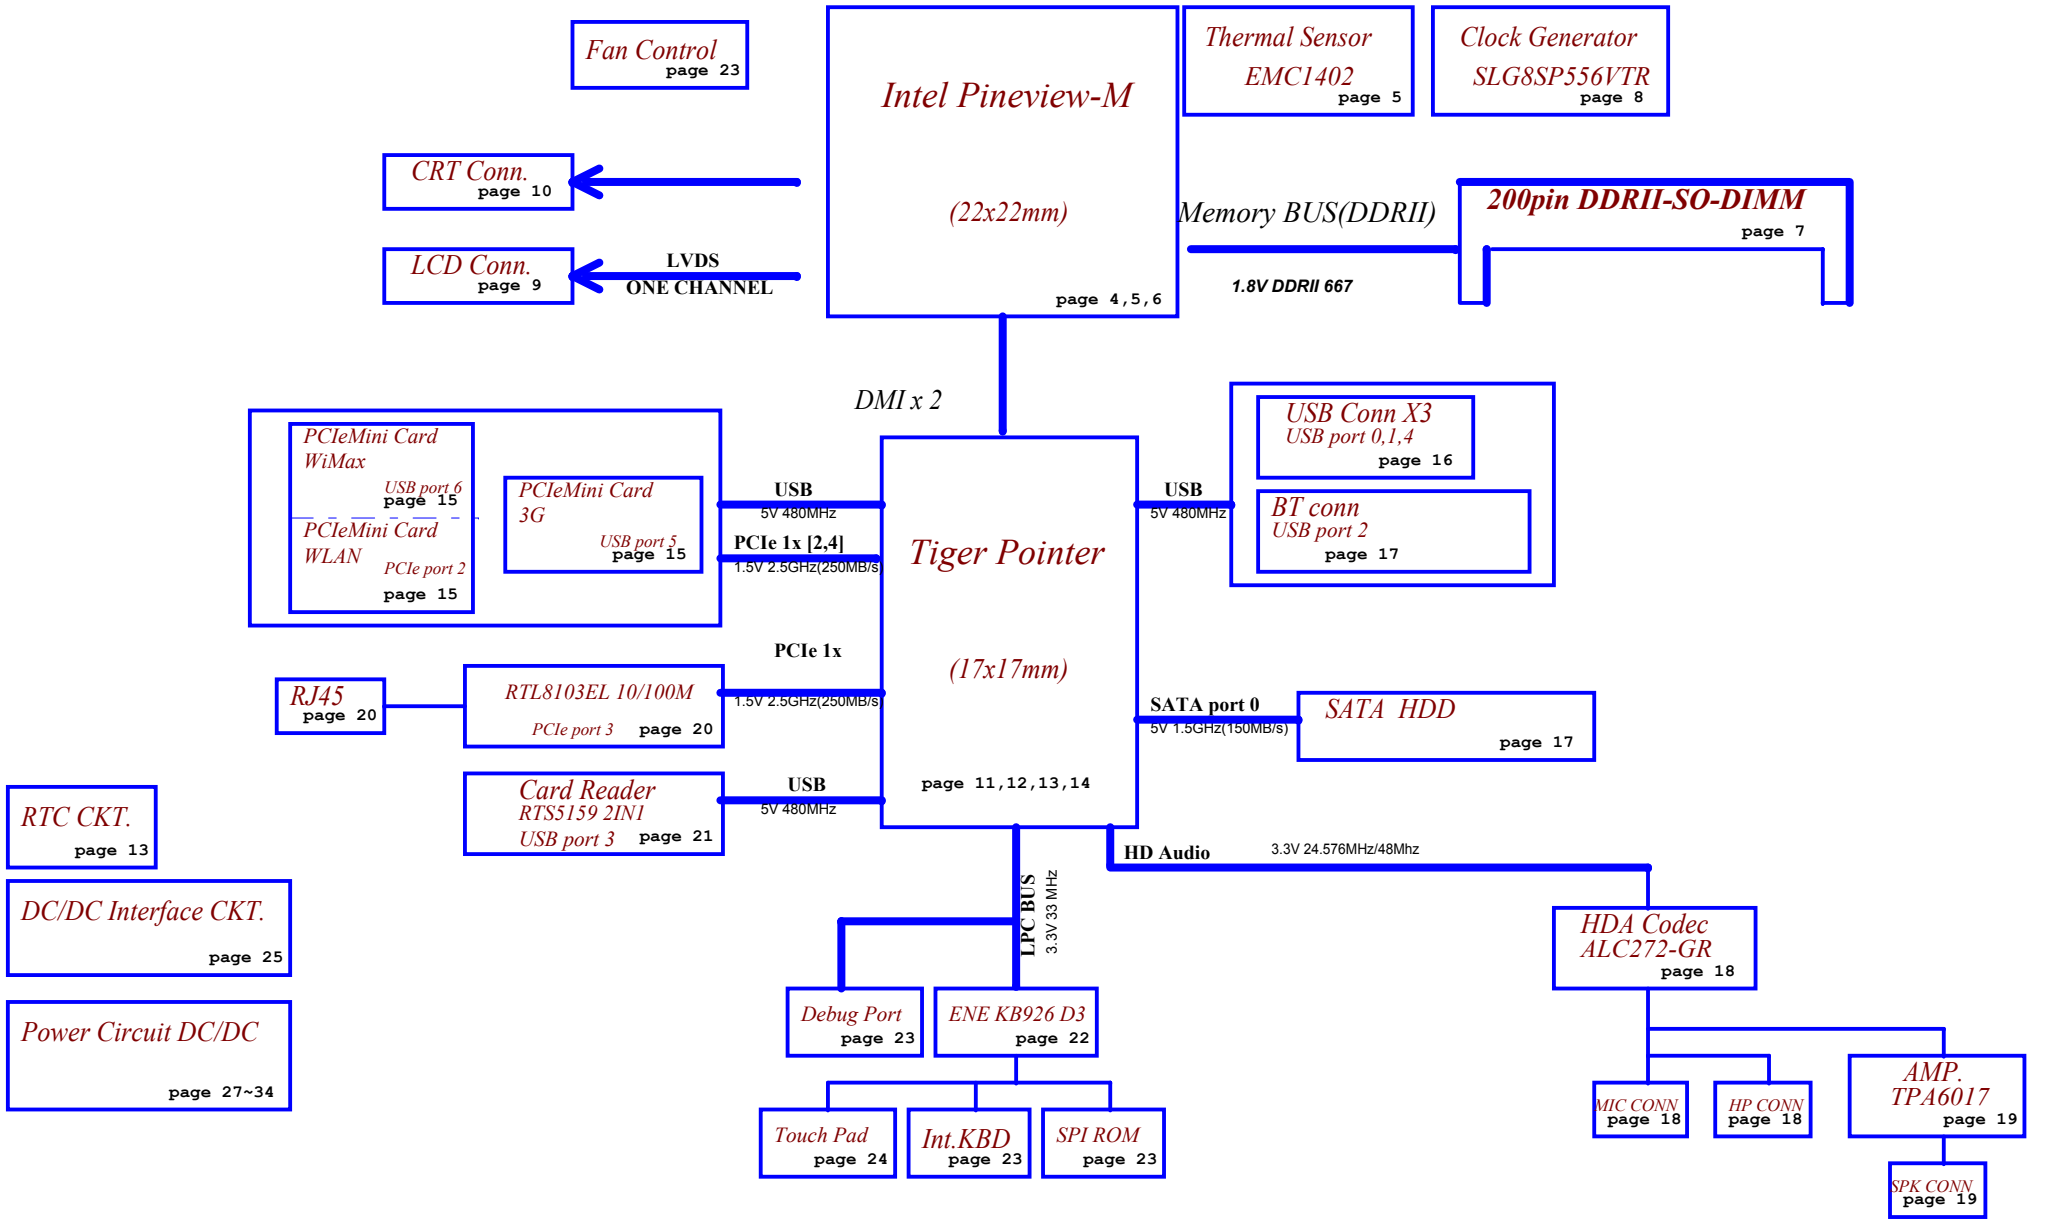 Fan Control
page 23
Intel Pineview-M
(22x22mm)
page 4,5,6
Thermal Sensor
EMC1402
page 5
Clock Generator
SLG8SP556VTR
page 8
CRT Conn.
page 10
LCD Conn.
page 9
LVDS
ONE CHANNEL
Memory BUS(DDRII)
1.8V DDRII 667
200pin DDRII-SO-DIMM
page 7
DMI x 2
PCIeMini Card
WiMax
USB port 6
page 15
PCIeMini Card
WLAN
PCIe port 2
page 15
PCIeMini Card
3G
USB port 5
page 15
USB
5V 480MHz
PCIe 1x [2,4]
1.5V 2.5GHz(250MB/s)
Tiger Pointer
(17x17mm)
page 11,12,13,14
USB
5V 480MHz
USB Conn X3
USB port 0,1,4
page 16
BT conn
USB port 2
page 17
RJ45
page 20
RTL8103EL 10/100M
PCIe port 3 page 20
PCIe 1x
1.5V 2.5GHz(250MB/s)
SATA port 0
5V 1.5GHz(150MB/s)
SATA HDD
page 17
Card Reader
RTS5159 2IN1
USB port 3 page 21
USB
5V 480MHz
RTC CKT.
page 13
DC/DC Interface CKT.
page 25
Power Circuit DC/DC
page 27~34
HD Audio
3.3V 24.576MHz/48Mhz
LPC BUS
3.3V 33 MHz
HDA Codec
ALC272-GR
page 18
Debug Port
page 23
ENE KB926 D3
page 22
Touch Pad
page 24
Int.KBD
page 23
SPI ROM
page 23
MIC CONN
page 18
HP CONN
page 18
AMP.
TPA6017
page 19
SPK CONN
page 19